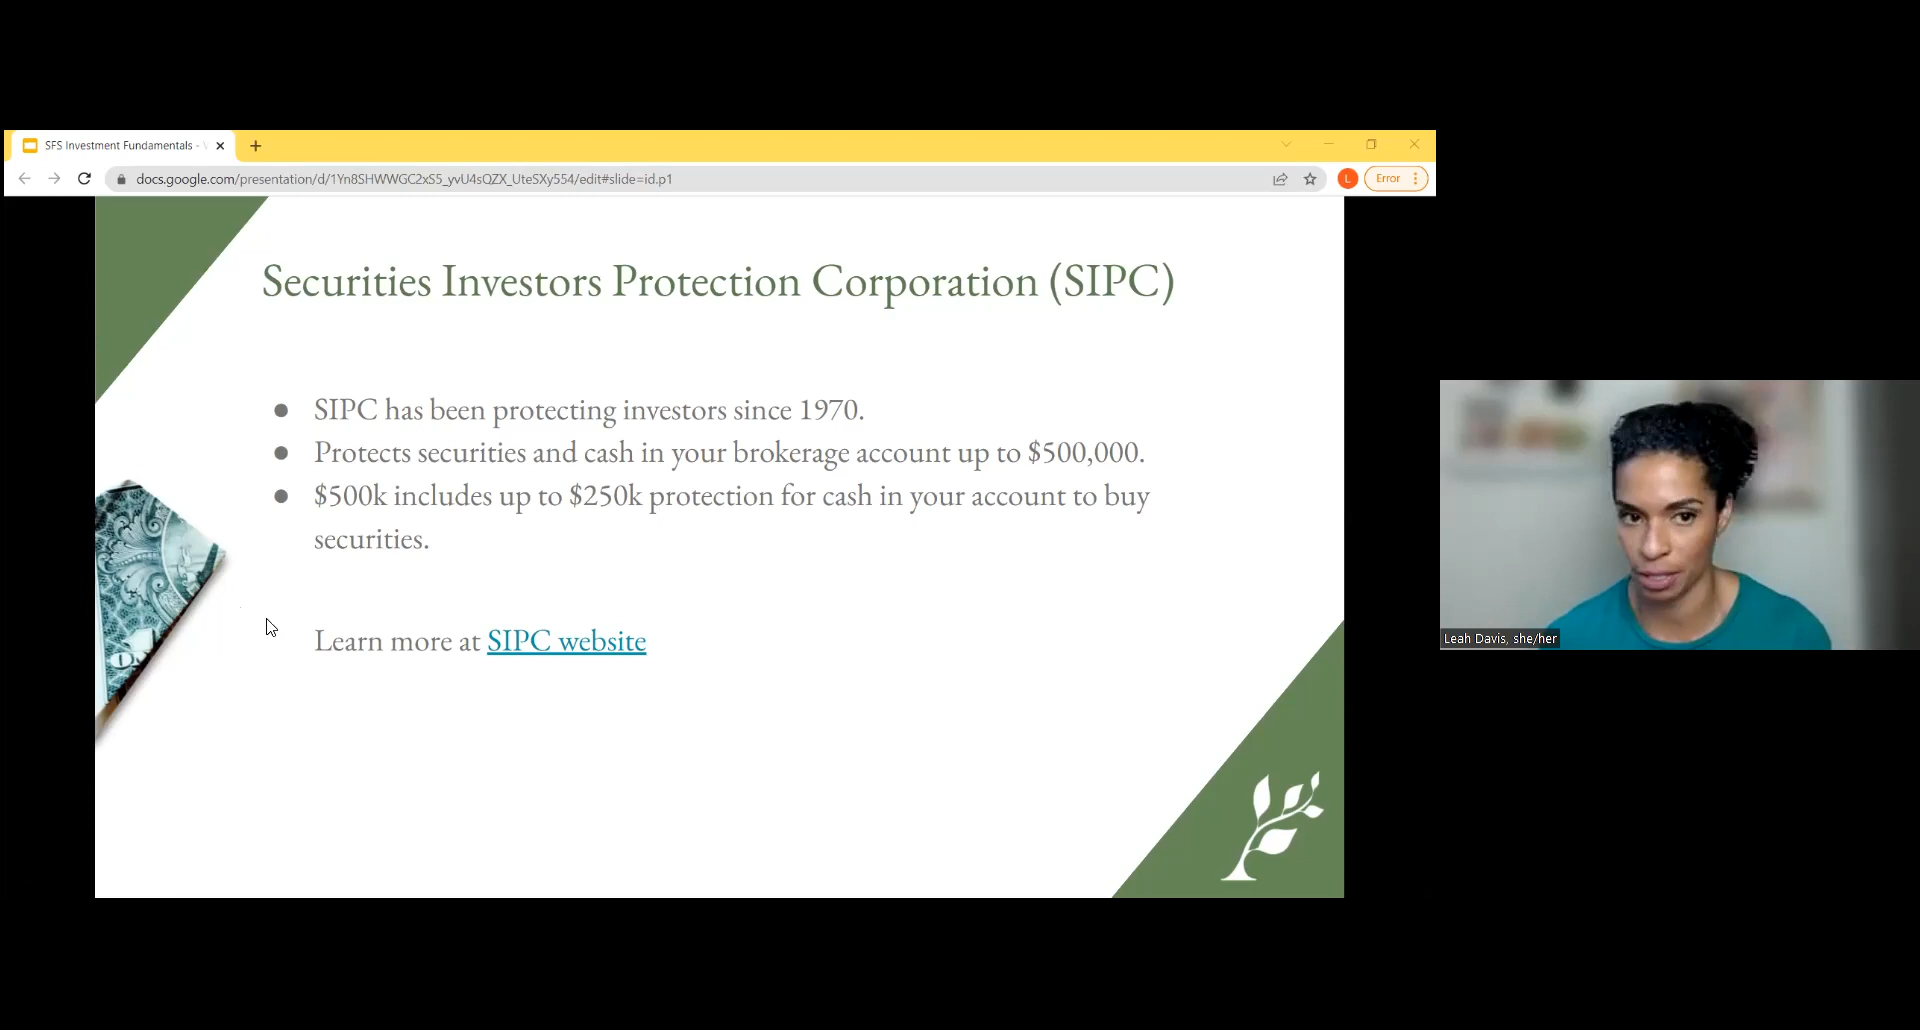 SFS Investment Fundamentals -
docs.google.com/presentation/d/1Yn8SHWWGC2xS5_yvU4sQZX_UteSXy554/edit#slide=id.p1
L
Error
Securities Investors Protection Corporation (SIPC)
● SIPC has been protecting investors since 1970.
● Protects securities and cash in your brokerage account up to $500,000.
● $500k includes up to $250k protection for cash in your account to buy
securities.
Learn more at SIPC website
Leah Davis, she/her